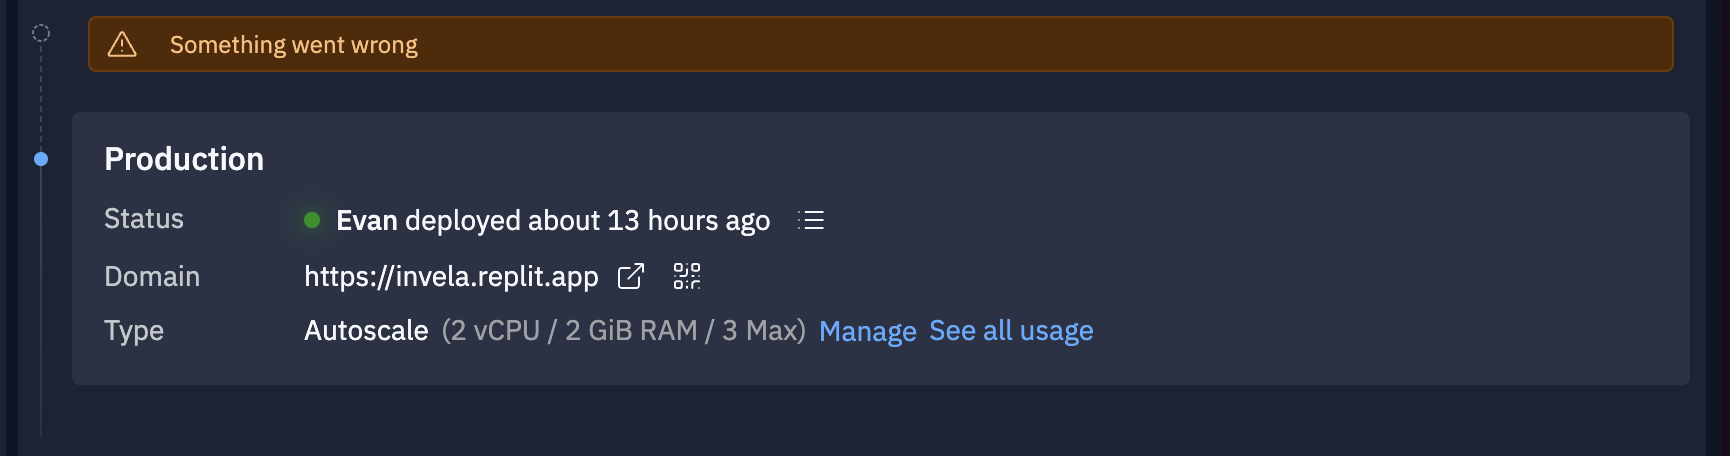 Something went wrong
Production
Status Evan deployed about 13 hours ago
Domain https://invela.replit.app
Type Autoscale (2 vCPU / 2 GiB RAM / 3 Max) Manage See all usage